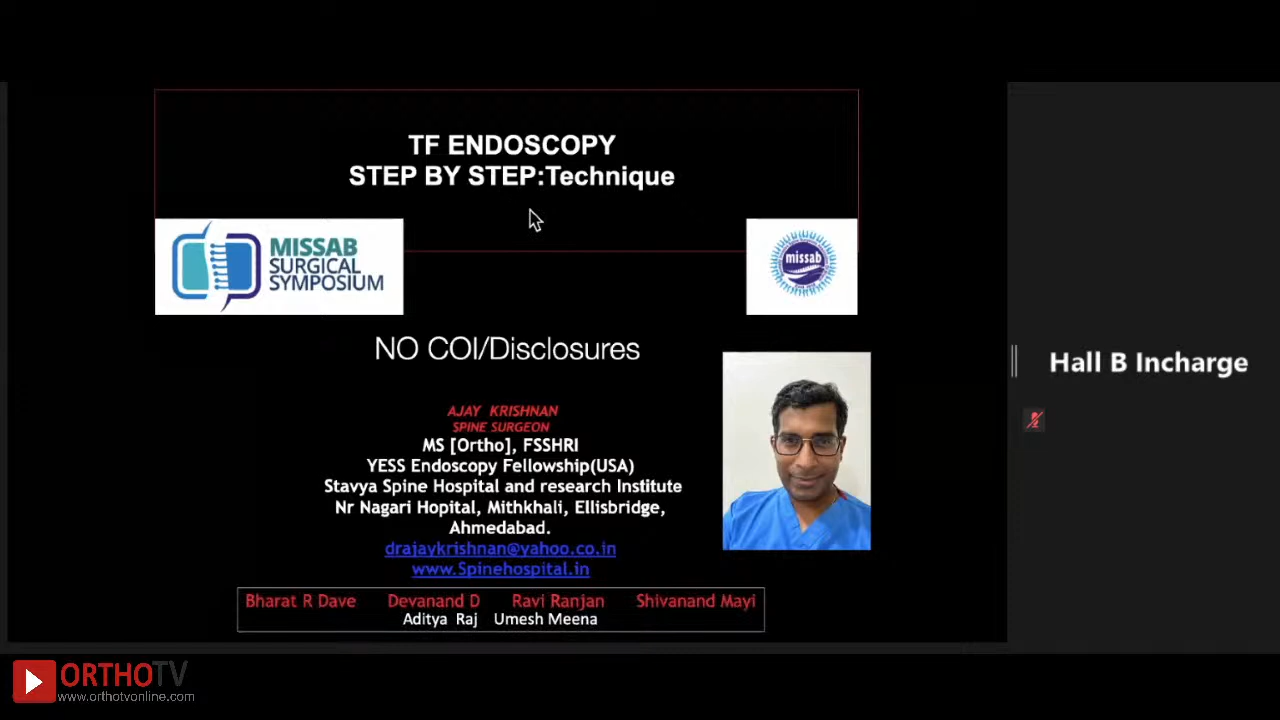 TF ENDOSCOPY
STEP BY STEP:Technique
MISSAB
SURGICAL
SYMPOSIUM
missab
NO COI/Disclosures
Hall B Incharge
AJAY KRISHNAN
SPINE SURGEON
MS [Ortho], FSSHRI
YESS Endoscopy Fellowship(USA)
Stavya Spine Hospital and research Institute
Nr Nagari Hopital, Mithkhali, Ellisbridge,
Ahmedabad.
drajaykrishnan@yahoo.co.in
www.Spinehospital.in
Bharat R Dave Devanand D Ravi Ranjan Shivanand Mayi
Aditya Raj Umesh Meena
ORTHOTV
www.orthotvonline.com